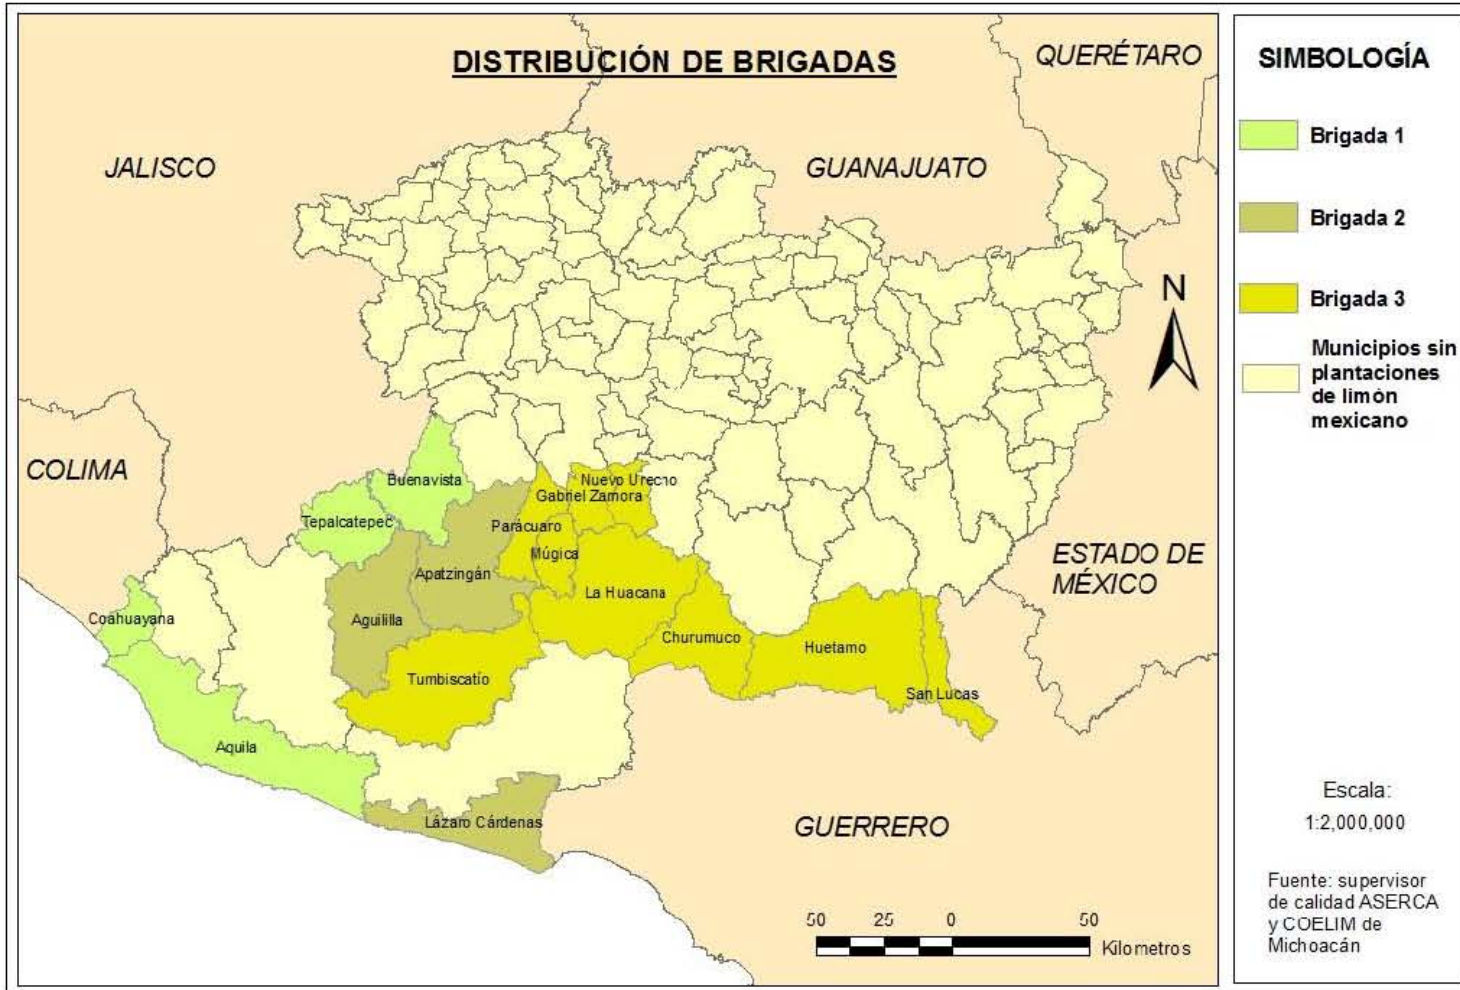 DISTRIBUCIÓN DE BRIGADAS
QUERÉTARO
JALISCO
GUANAJUATO
N
COLIMA
Buenavista
Nuevo Urecho
Gabriel Zamora
Tepalcatepec
Parácuaro
Múgica
ESTADO DE
MÉXICO
Apatzingán
La Huacana
Coahuayana
Aguililla
Churumuco
Huetamo
Tumbiscatío
San Lucas
Aquila
Lázaro Cárdenas
GUERRERO
50 25 0 50
Kilometros
SIMBOLOGÍA
Brigada 1
Brigada 2
Brigada 3
Municipios sin
plantaciones
de limón
mexicano
Escala:
1:2,000,000
Fuente: supervisor
de calidad ASERCA
y COELIM de
Michoacán